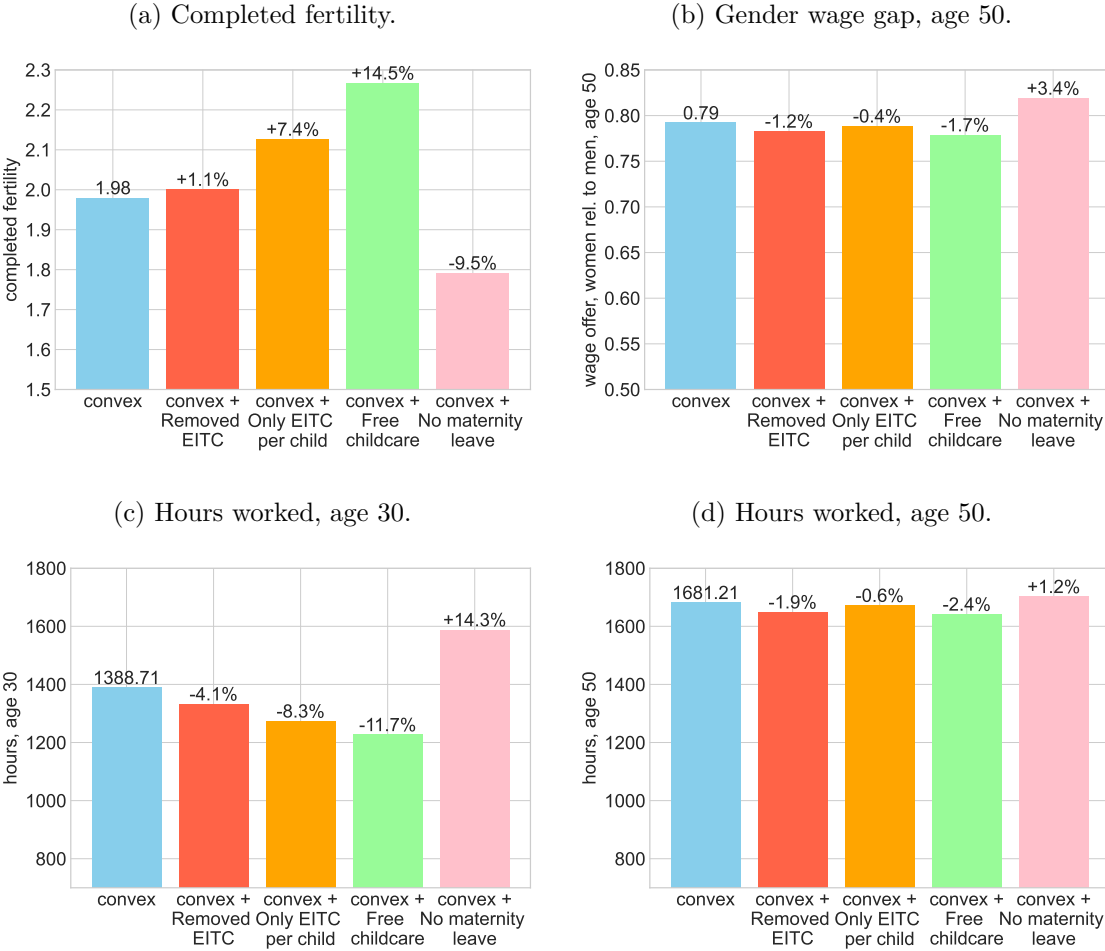 (a) Completed fertility.
completed fertility
2.3
2.2
2.1
2.0
1.9
1.8
1.7
1.6
1.5
1.98
+1.1%
+7.4%
+14.5%
-9.5%
convex
convex +
Removed
EITC
convex +
Only EITC
per child
convex +
Free
childcare
convex +
No maternity
leave
(b) Gender wage gap, age 50.
wage offer, women rel. to men, age 50
0.85
0.80
0.75
0.70
0.65
0.60
0.55
0.50
0.79
-1.2%
-0.4%
-1.7%
+3.4%
convex
convex +
Removed
EITC
convex +
Only EITC
per child
convex +
Free
childcare
convex +
No maternity
leave
(c) Hours worked, age 30.
hours, age 30
1800
1600
1400
1200
1000
800
1388.71
-4.1%
-8.3%
-11.7%
+14.3%
convex
convex +
Removed
EITC
convex +
Only EITC
per child
convex +
Free
childcare
convex +
No maternity
leave
(d) Hours worked, age 50.
hours, age 50
1800
1600
1400
1200
1000
800
1681.21
-1.9%
-0.6%
-2.4%
+1.2%
convex
convex +
Removed
EITC
convex +
Only EITC
per child
convex +
Free
childcare
convex +
No maternity
leave